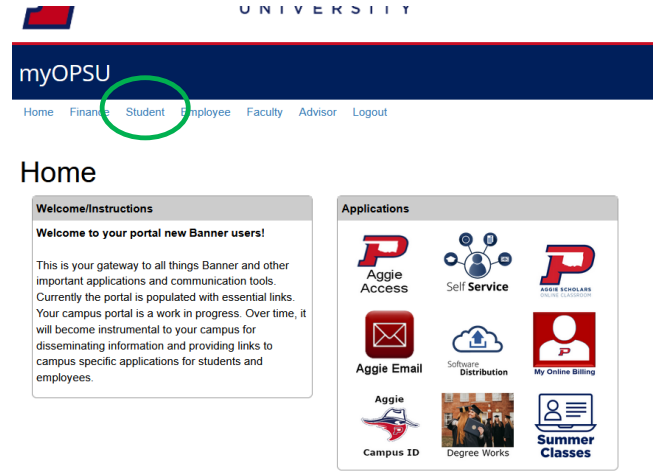 UNIVERSITY
myOPSU
Home Finance Student Employee Faculty Advisor Logout
Home
Welcome/Instructions
Welcome to your portal new Banner users!
This is your gateway to all things Banner and other
important applications and communication tools.
Currently the portal is populated with essential links.
Your campus portal is a work in progress. Over time, it
will become instrumental to your campus for
disseminating information and providing links to
campus specific applications for students and
employees.
Applications
Aggie
Access
Self Service
AGGIE SCHOLARS
ONLINE CLASSROOM
Aggie Email
Software
Distribution
My Online Billing
Aggie
Campus ID
Degree Works
Summer
Classes